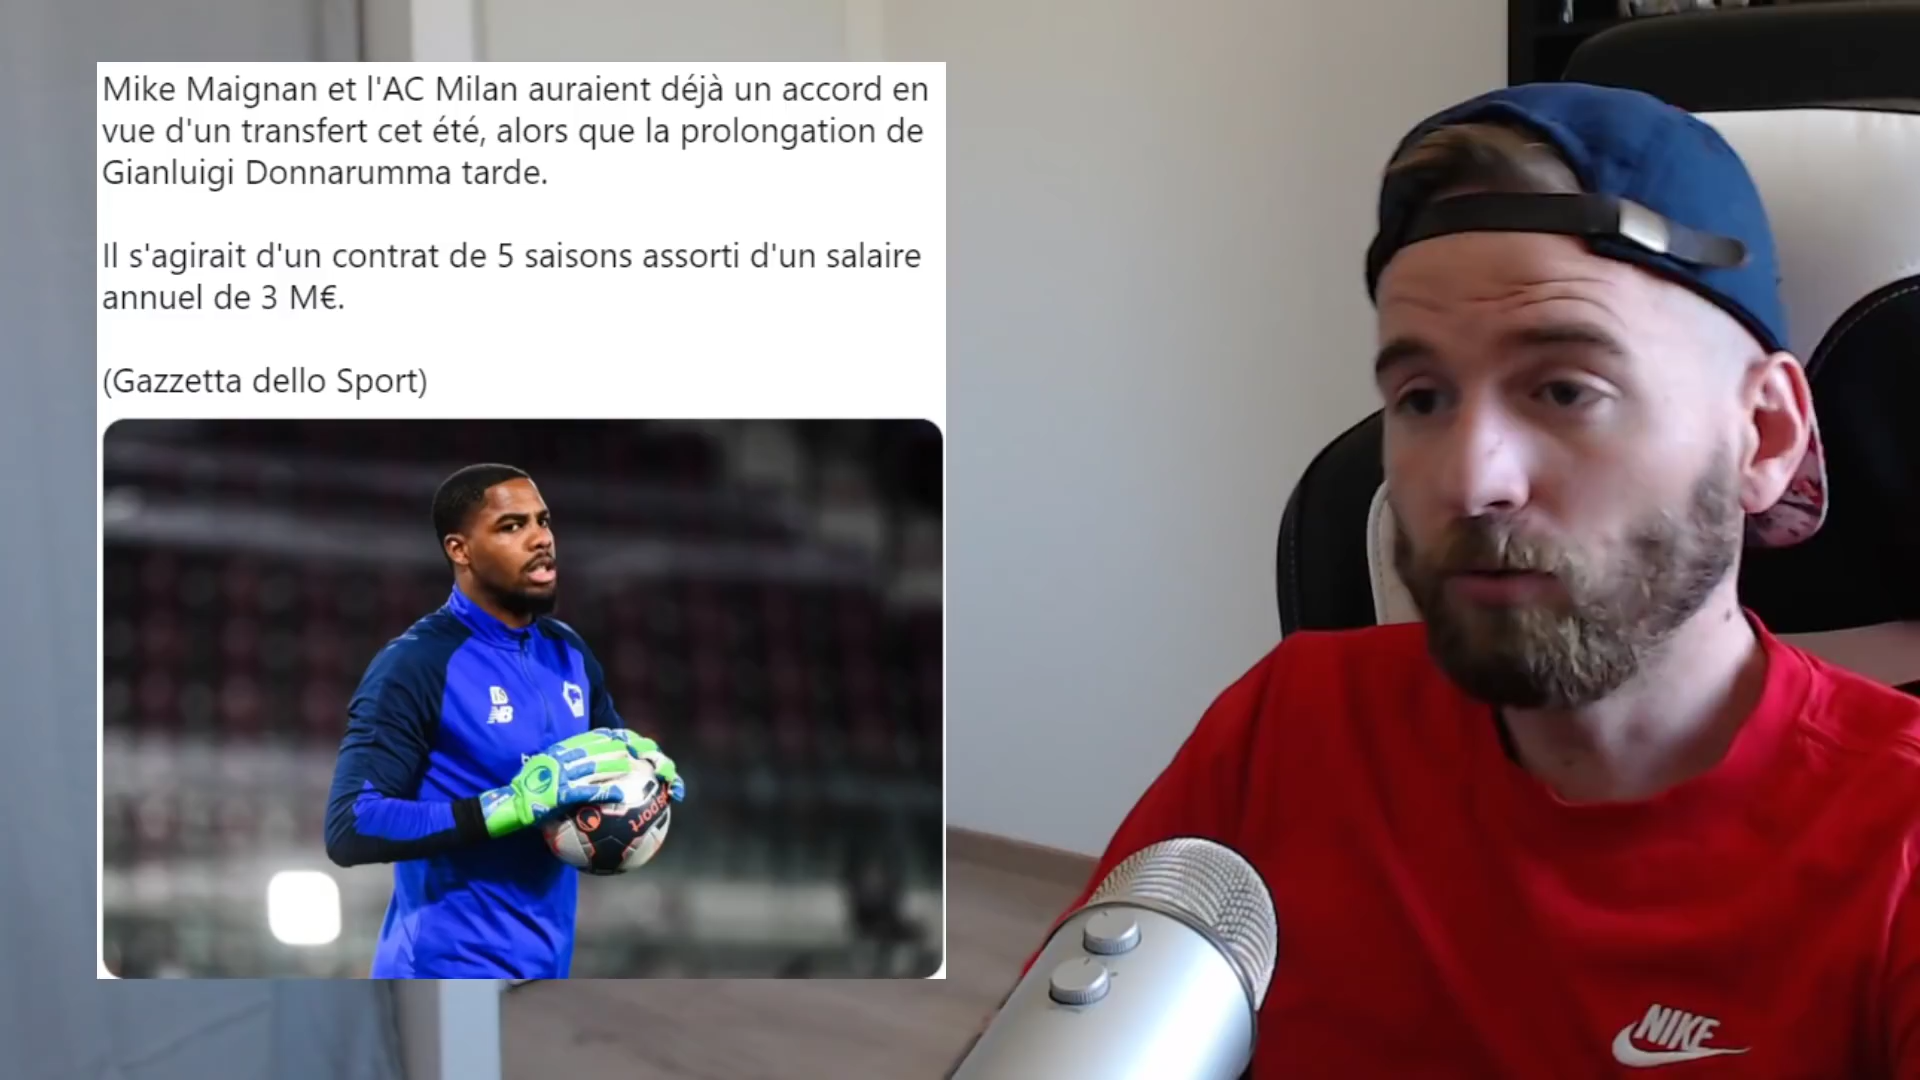 Mike Maignan et l'AC Milan auraient déjà un accord en
vue d'un transfert cet été, alors que la prolongation de
Gianluigi Donnarumma tarde.
Il s'agirait d'un contrat de 5 saisons assorti d'un salaire
annuel de 3 M€.
(Gazzetta dello Sport)
NB
sport
NIKE